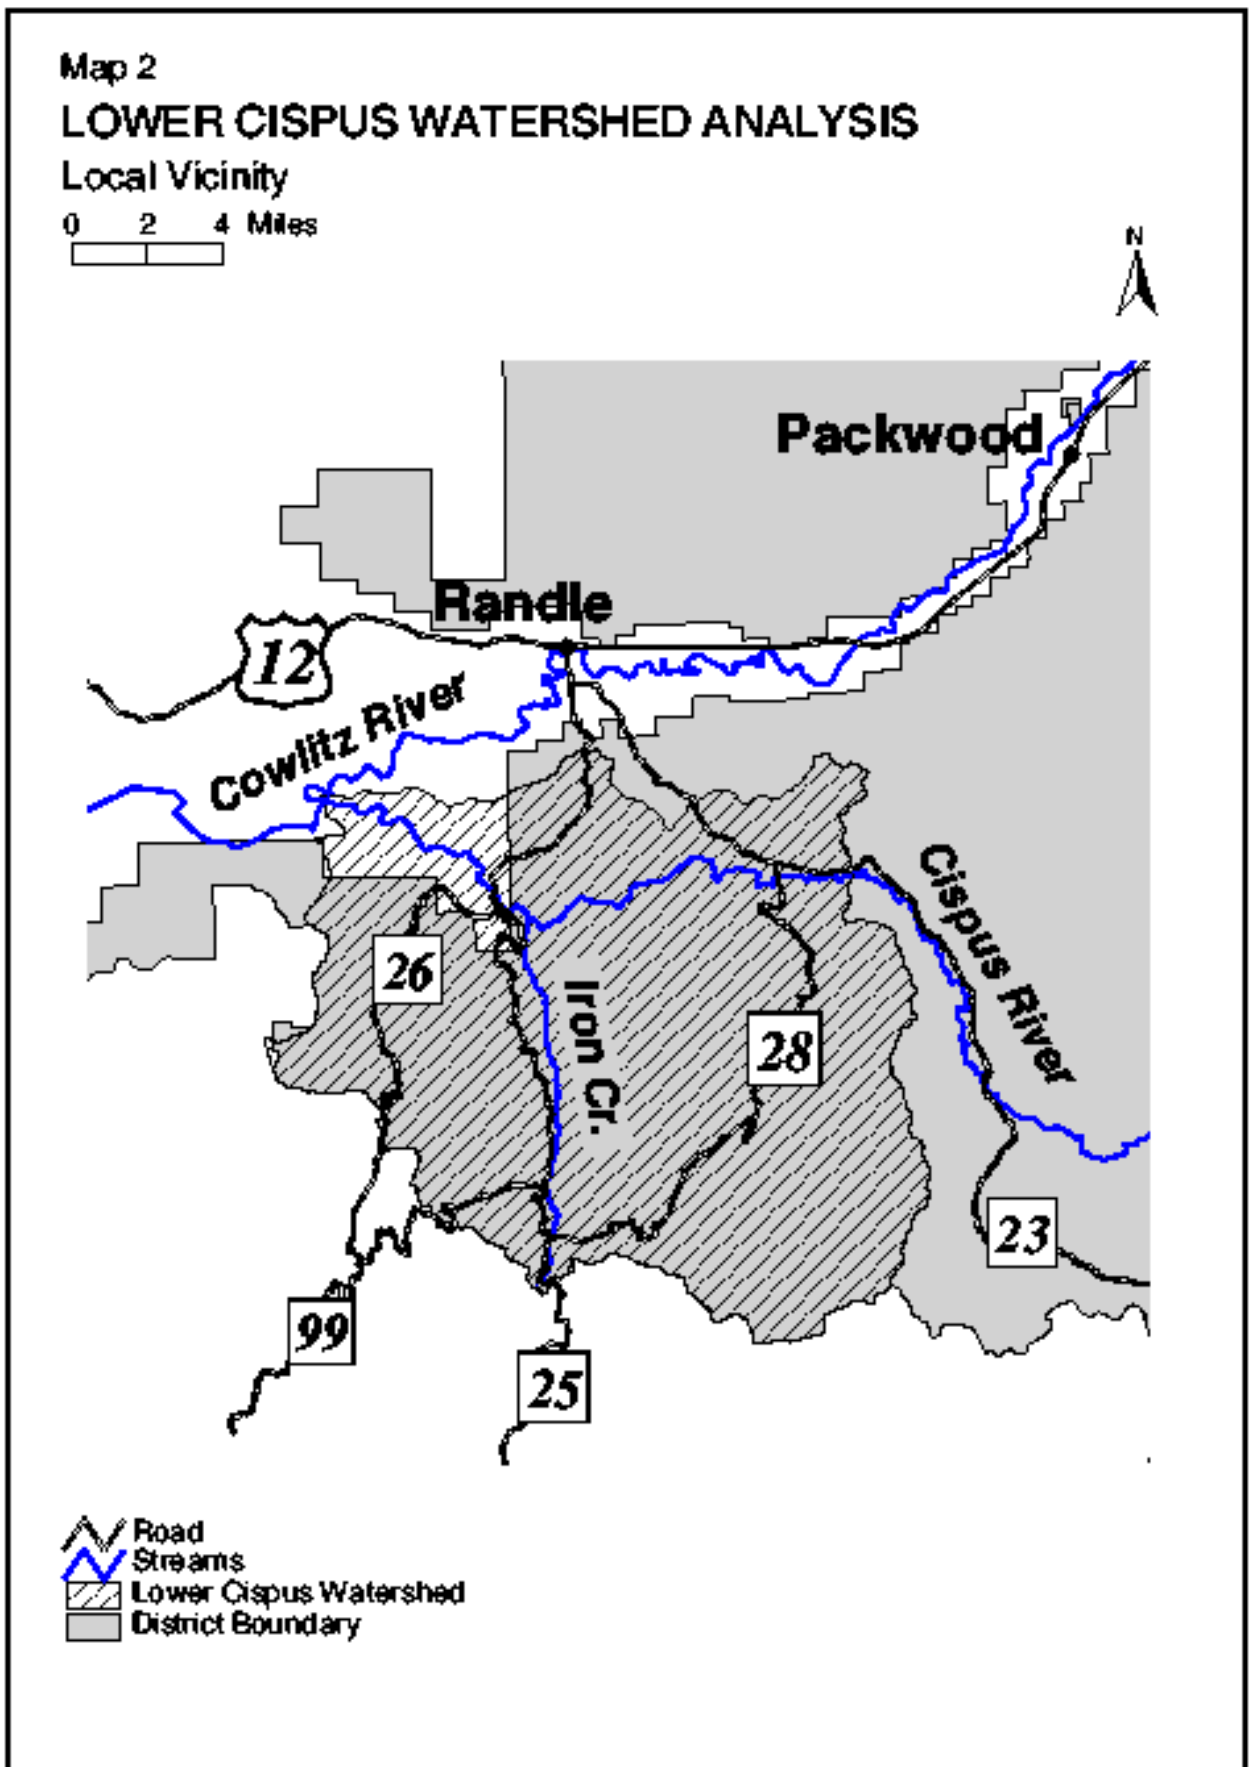 Map 2
LOWER CISPUS WATERSHED ANALYSIS
Local Vicinity
0 2 4 Miles
N
Packwood
Randle
12
Cowlitz River
Cispus River
26
Iron Cr.
28
23
99
25
Road
Streams
Lower Cispus Watershed
District Boundary